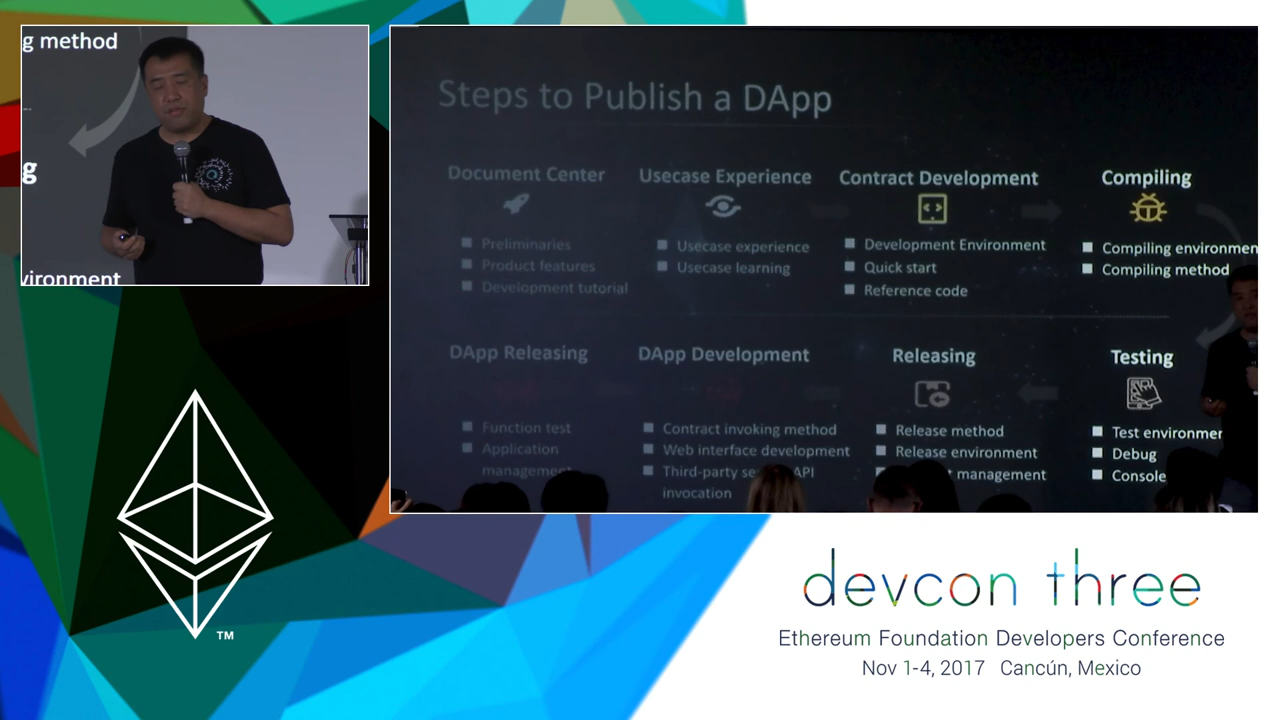 g method
g
vironment
Steps to Publish a DApp
Document Center
Preliminaries
Product features
Development tutorial
Usecase Experience
Usecase experience
Usecase learning
Contract Development
Development Environment
Quick start
Reference code
Compiling
Compiling environmen
Compiling method
DApp Releasing
Function test
Application
management
DApp Development
Contract invoking method
Web interface development
Third-party se API
invocation
Releasing
Release method
Release environment
management
Testing
Test environmen
Debug
Console
TM
devcon three
Ethereum Foundation Developers Conference
Nov 1-4, 2017 Cancún, Mexico